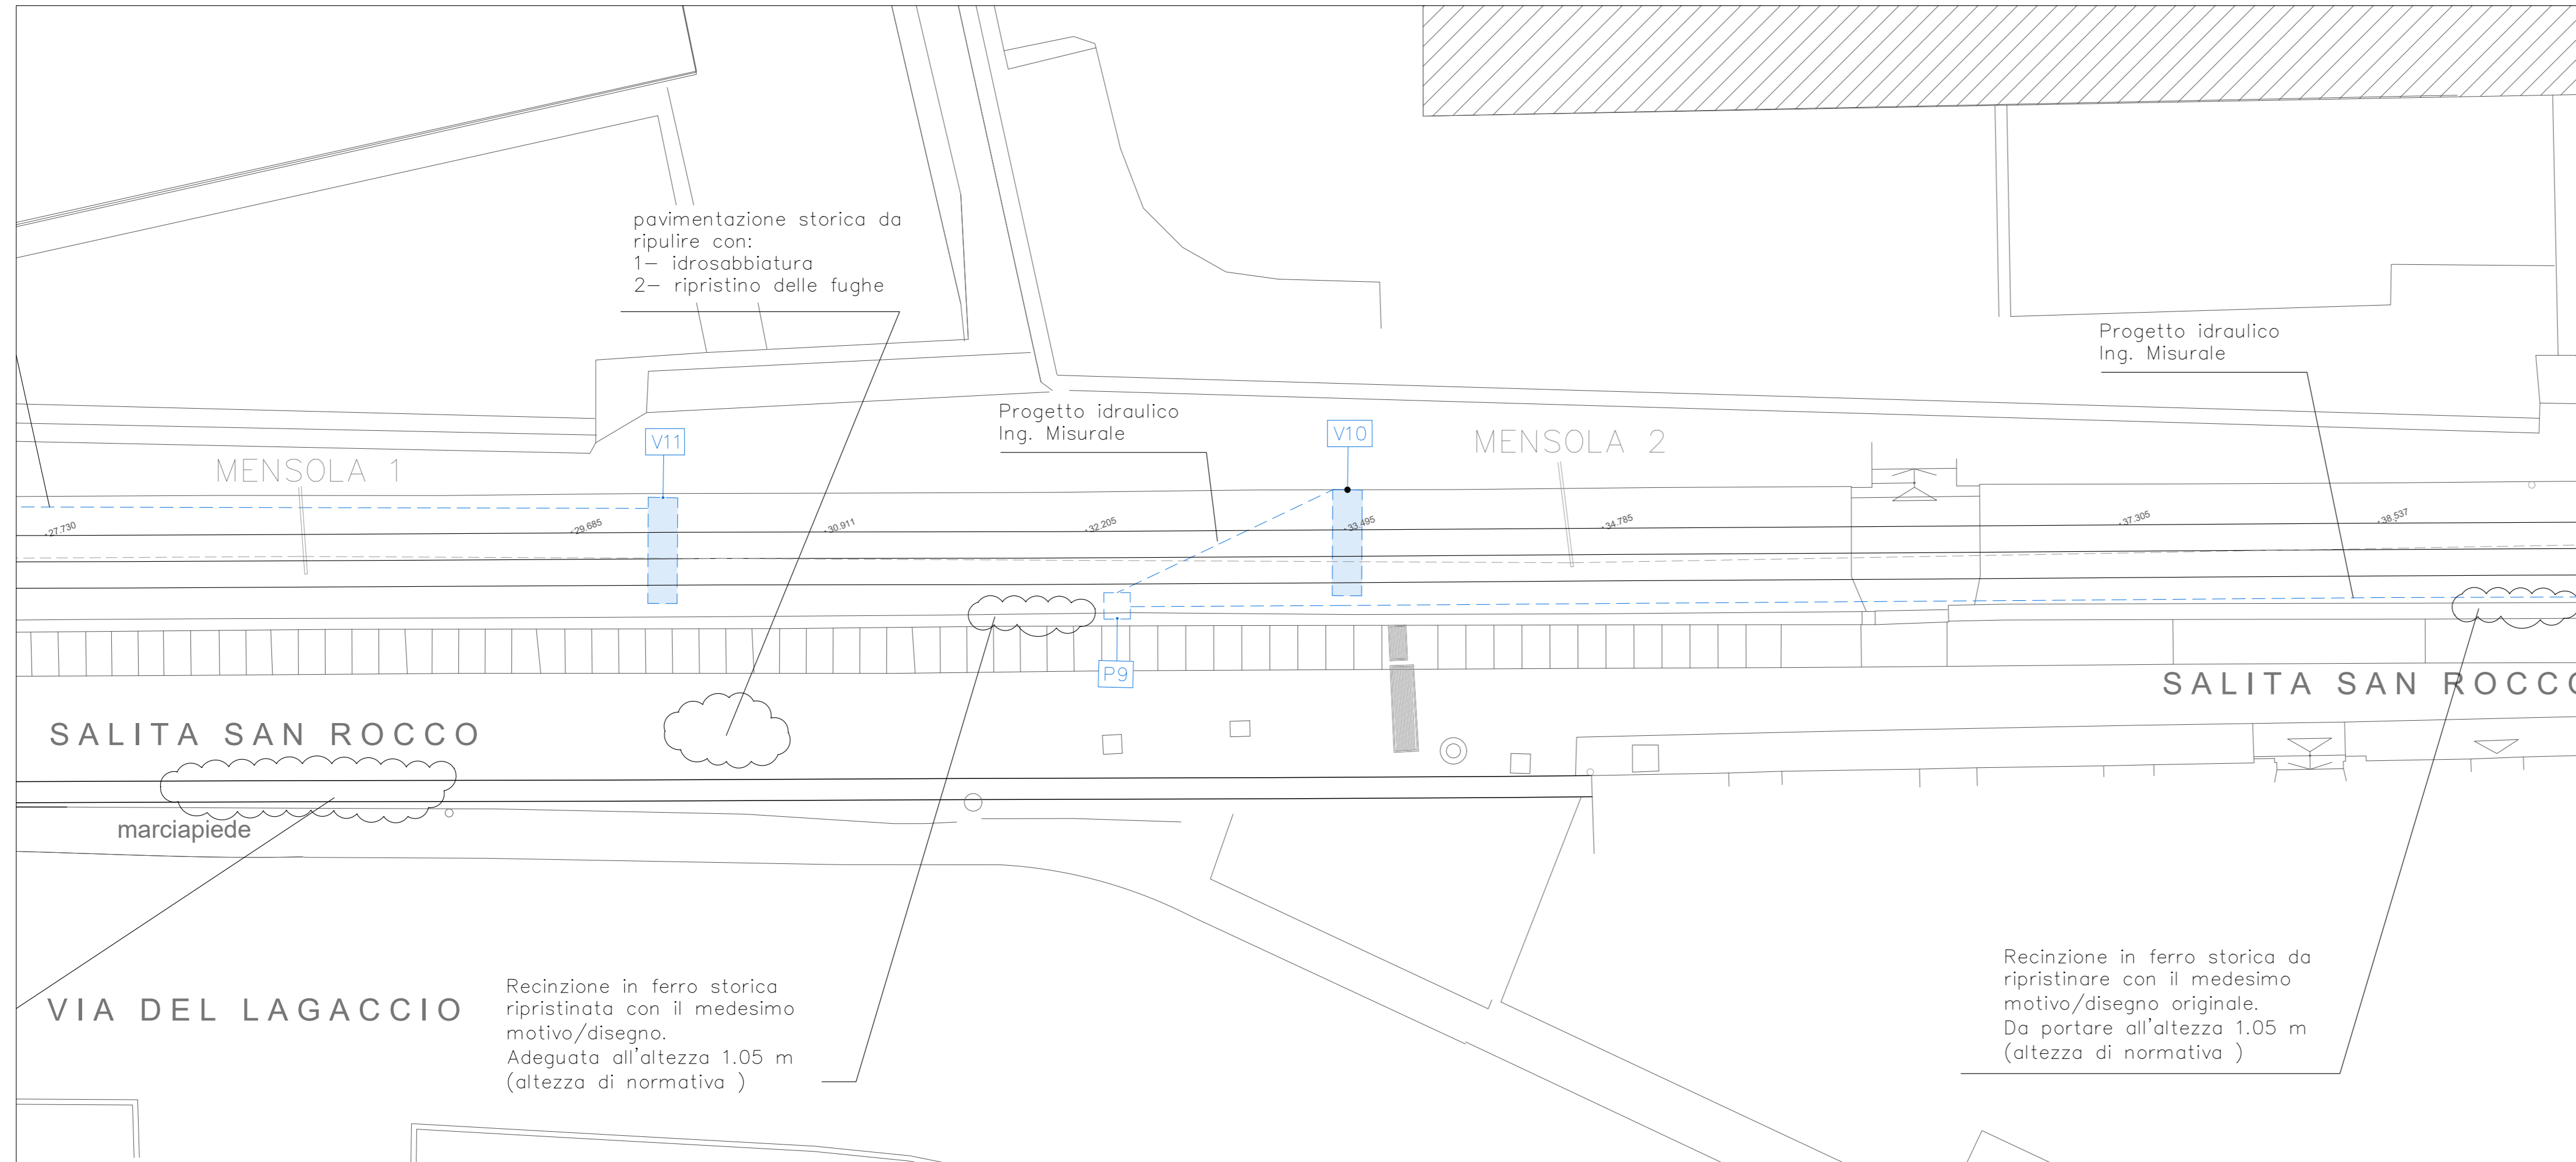 pavimentazione storica da
ripulire con:
1- idrosabbiatura
2- ripristino delle fughe
Progetto idraulico
Ing. Misurale
Progetto idraulico
Ing. Misurale
V11
V10
MENSOLA 1
MENSOLA 2
27.730
29.685
30.911
32.205
33.495
34.785
37.305
38.537
P9
SALITA SAN ROCCO
SALITA SAN ROCCO
marciapiede
VIA DEL LAGACCIO
Recinzione in ferro storica
ripristinata con il medesimo
motivo/disegno.
Adeguata all'altezza 1.05 m
(altezza di normativa )
Recinzione in ferro storica da
ripristinare con il medesimo
motivo/disegno originale.
Da portare all'altezza 1.05 m
(altezza di normativa )